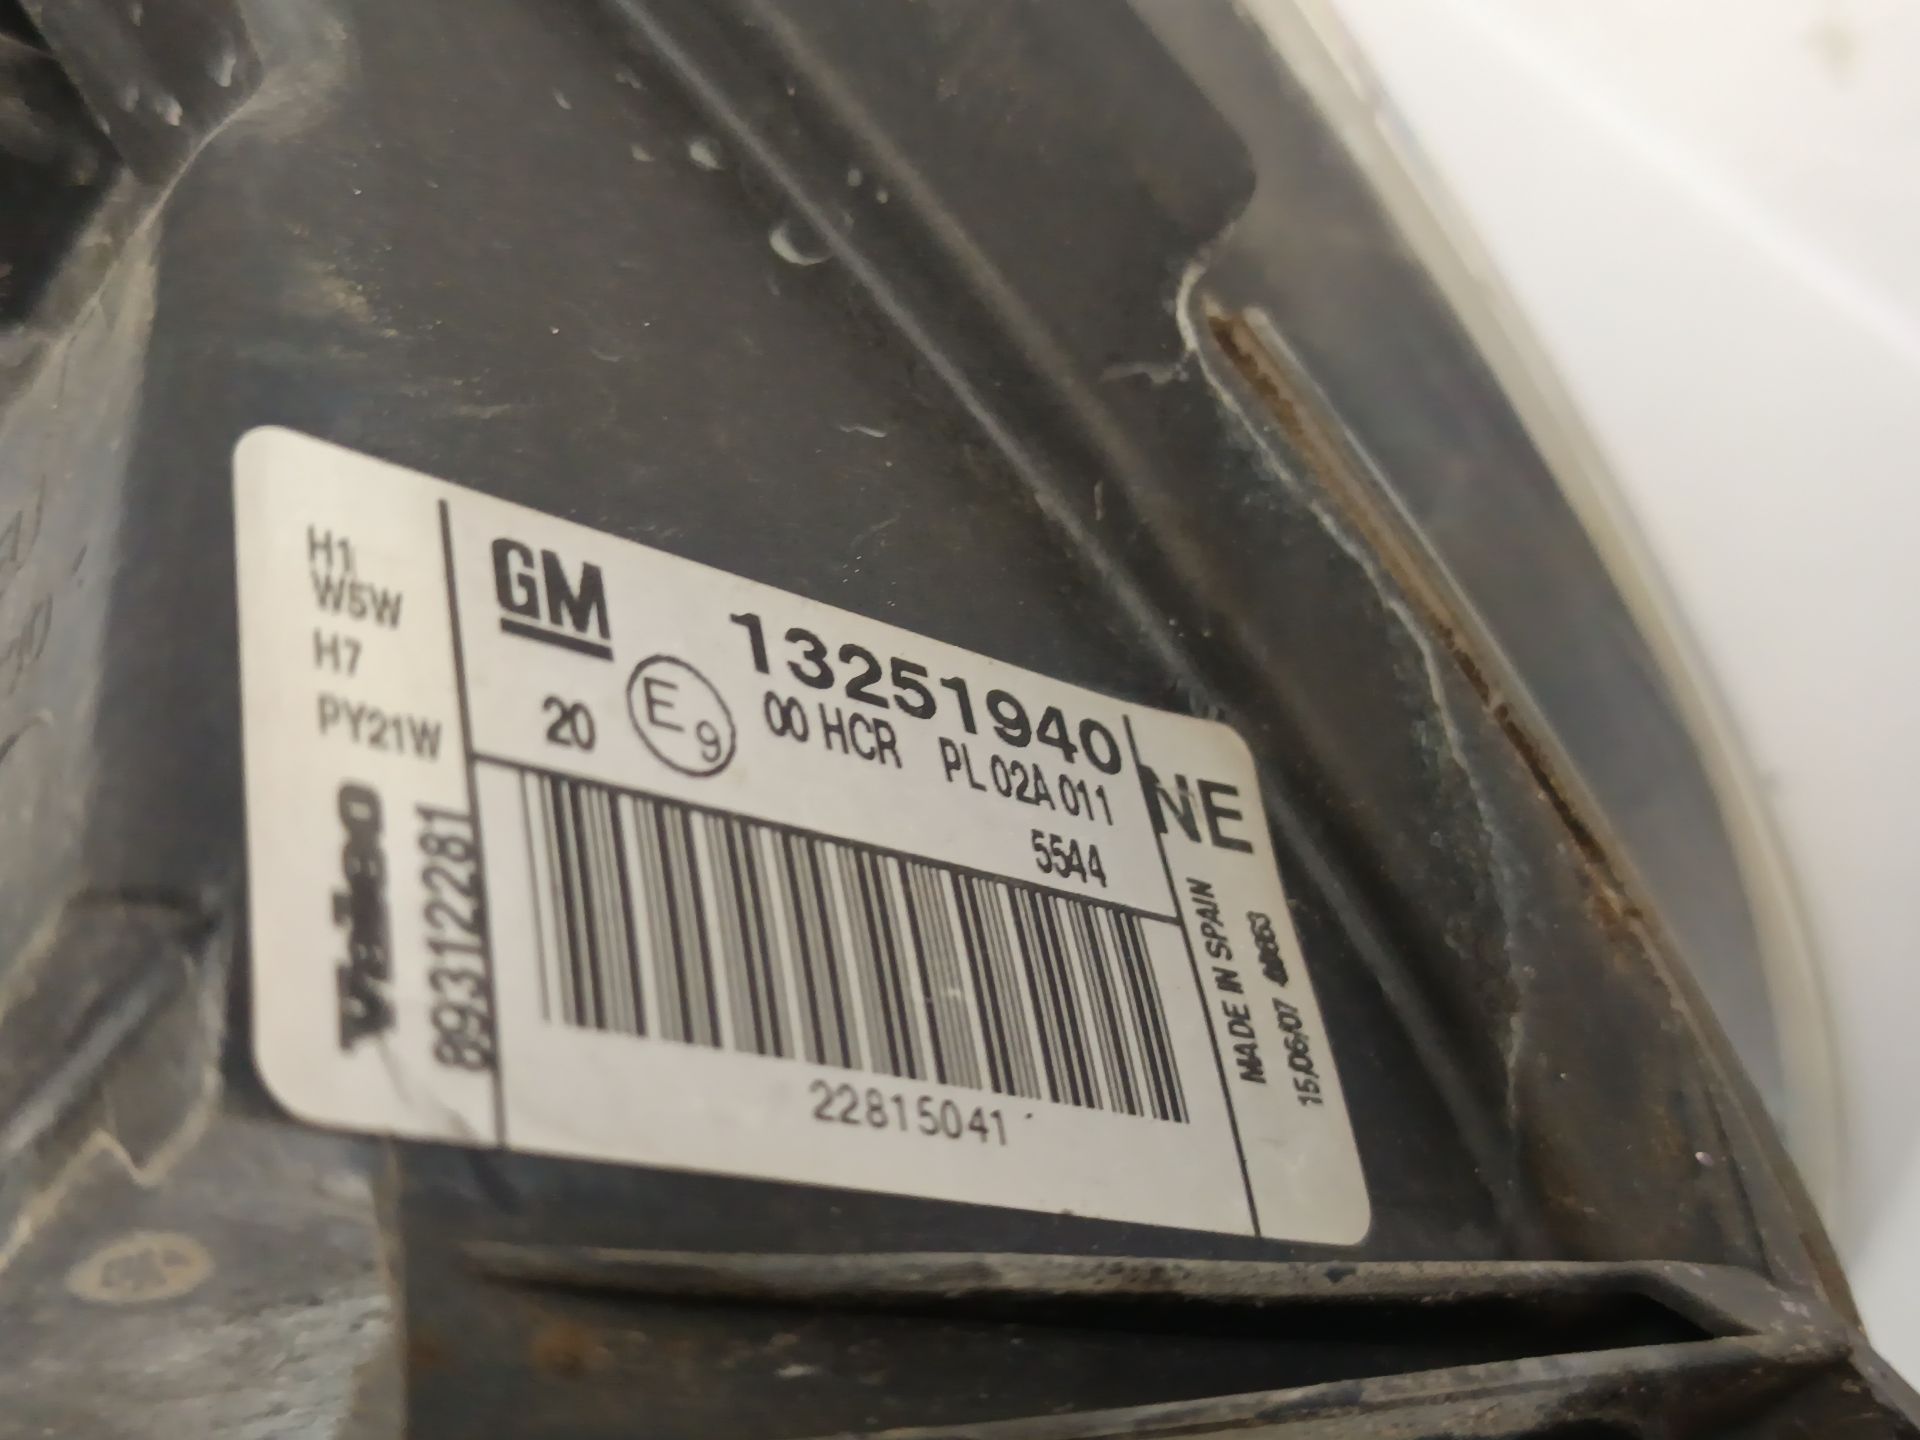 H1
W5W
H7
PY21W
Valeo
89312281
GM
13251940
20 E9 00 HCR PL 02A 011
5544
22815041
NE
MADE IN SPAIN
15/06/07